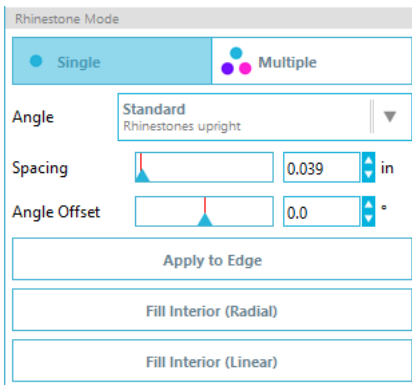 Rhinestone Mode
Single Multiple
Angle Standard
Rhinestones upright
Spacing 0.039 in
Angle Offset 0.0 °
Apply to Edge
Fill Interior (Radial)
Fill Interior (Linear)